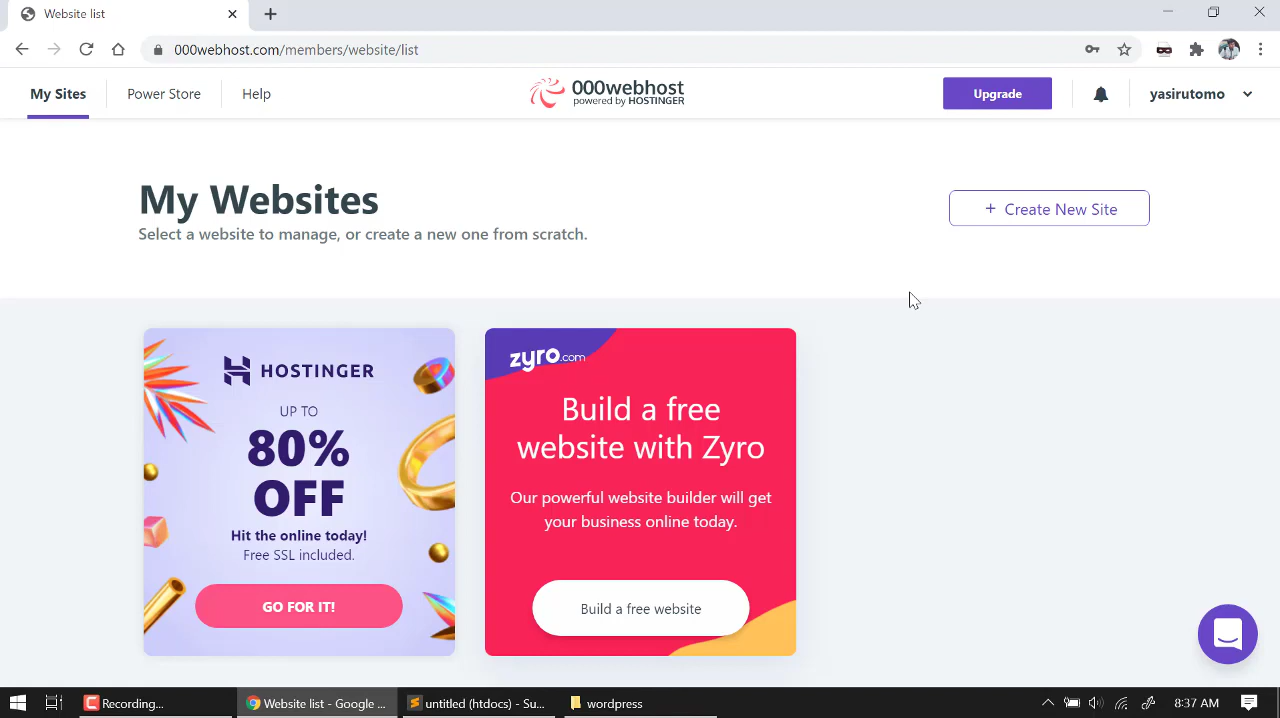 Website list
000webhost.com/members/website/list
My Sites
Power Store
Help
000webhost
powered by HOSTINGER
Upgrade
yasirutomo
My Websites
Select a website to manage, or create a new one from scratch.
+ Create New Site
HOSTINGER
UP TO
80%
OFF
Hit the online today!
Free SSL included.
GO FOR IT!
zyro.com
Build a free
website with Zyro
Our powerful website builder will get
your business online today.
Build a free website
Recording...
Website list - Google ...
untitled (htdocs) - Su...
wordpress
8:37 AM